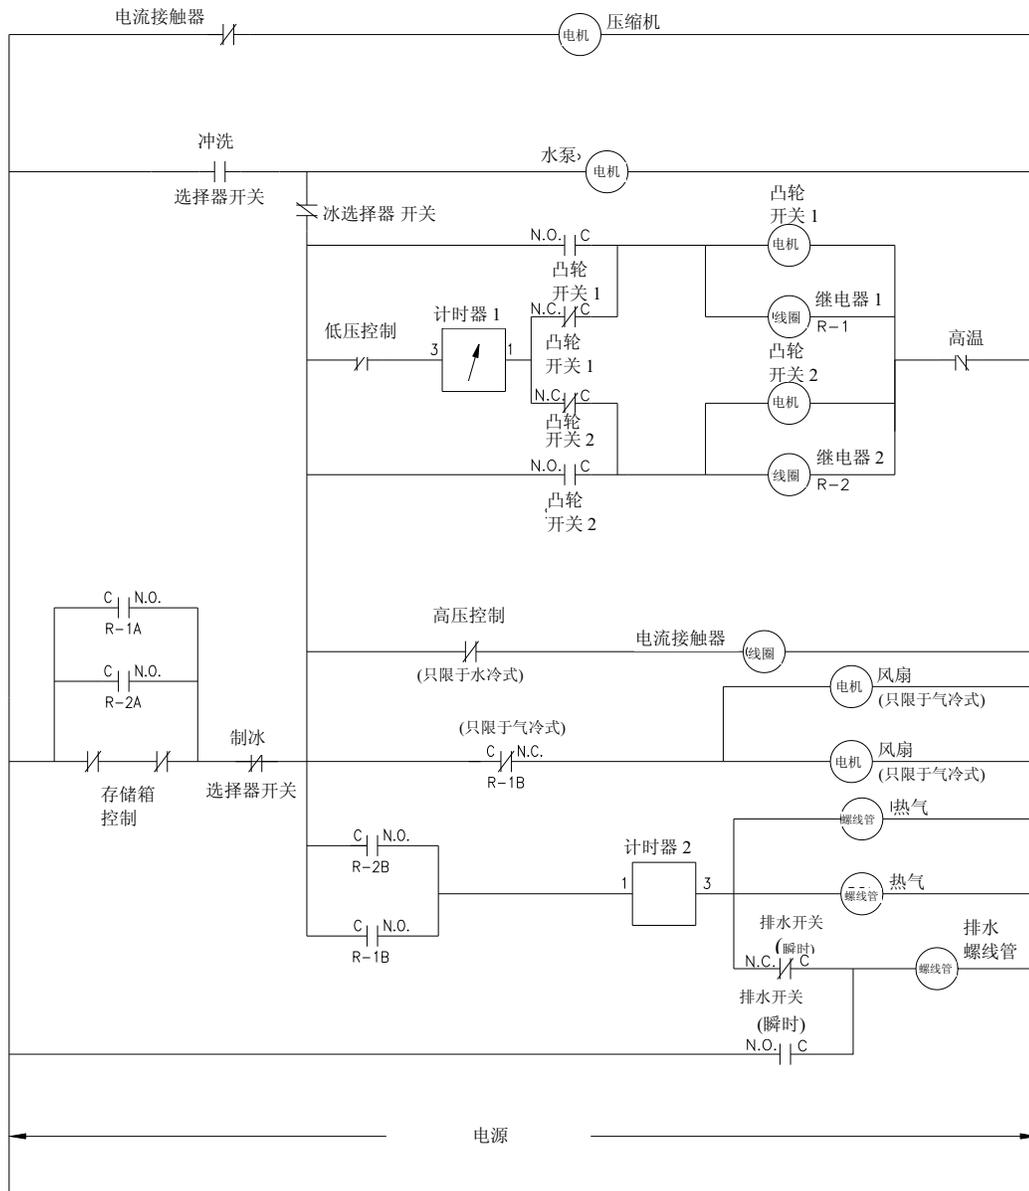 电流接触器
压缩机
电机
冲洗
水泵
电机
选择器开关
冰选择器 开关
凸轮
开关 1
N.O. C
电机
凸轮
开关 1
继电器 1
计时器 1
N.C. C
线圈
R-1
低压控制
凸轮
开关 1
凸轮
开关 2
高温
3
1
N.C. C
电机
凸轮
开关 2
继电器 2
N.O. C
线圈
R-2
凸轮
开关 2
C N.O.
R-1A
高压控制
电流接触器
线圈
(只限于水冷式)
C N.O.
R-2A
风扇
电机
(只限于气冷式)
(只限于气冷式)
制冰
C N.C.
风扇
电机
R-1B
(只限于气冷式)
存储箱
控制
选择器开关
热气
螺线管
C N.O.
计时器 2
R-2B
热气
1
3
螺线管
C N.O.
排水开关
(瞬时)
排水
螺线管
R-1B
N.C. C
螺线管
排水开关
(瞬时)
N.O. C
电源